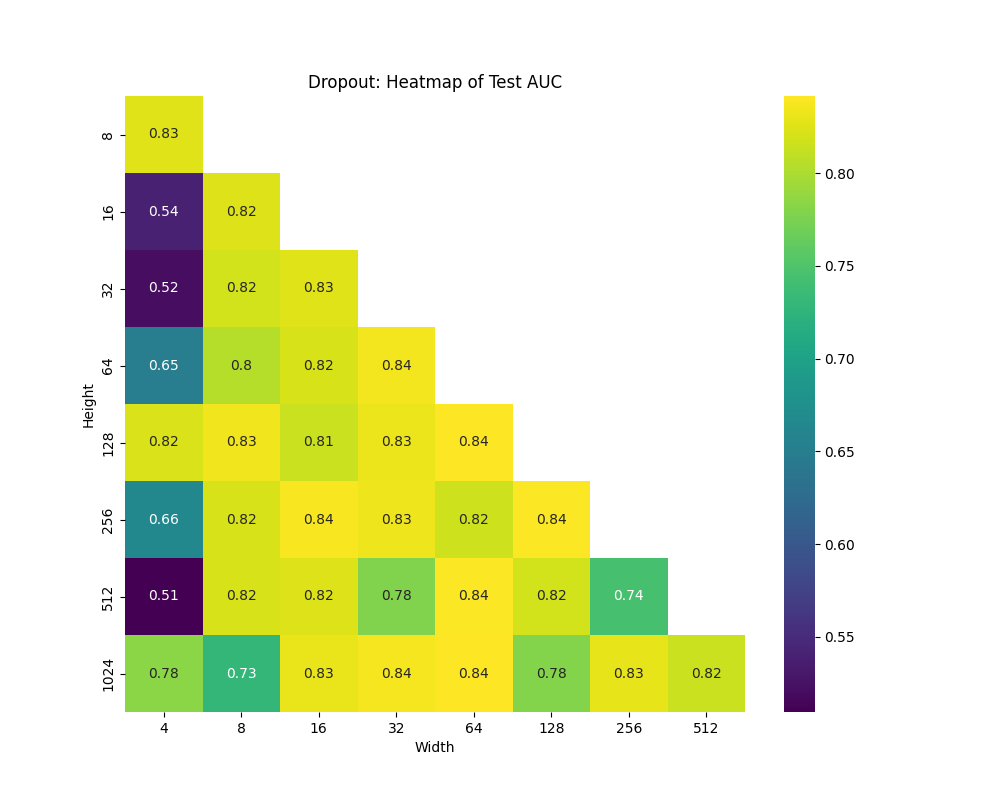 Dropout: Heatmap of Test AUC
8 0.83
16 0.54 0.82
32 0.52 0.82 0.83
64 0.65 0.8 0.82 0.84
128 0.82 0.83 0.81 0.83 0.84
256 0.66 0.82 0.84 0.83 0.82 0.84
512 0.51 0.82 0.82 0.78 0.84 0.82 0.74
1024 0.78 0.73 0.83 0.84 0.84 0.78 0.83 0.82
Height
4 8 16 32 64 128 256 512
Width
0.80
0.75
0.70
0.65
0.60
0.55